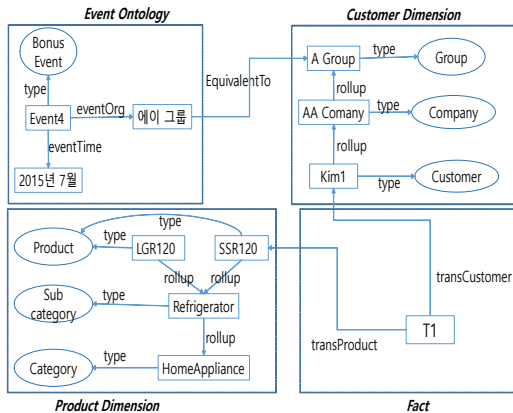 Event Ontology
Customer Dimension
Bonus
Event
type
Event4
eventOrg
에이 그룹
eventTime
2015년 7월
EquivalentTo
A Group
type
Group
rollup
AA Comany
type
Company
rollup
Kim1
type
Customer
Product
type
LGR120
SSR120
type
rollup
rollup
Sub
category
type
Refrigerator
rollup
Category
type
HomeAppliance
transCustomer
transProduct
T1
Product Dimension
Fact